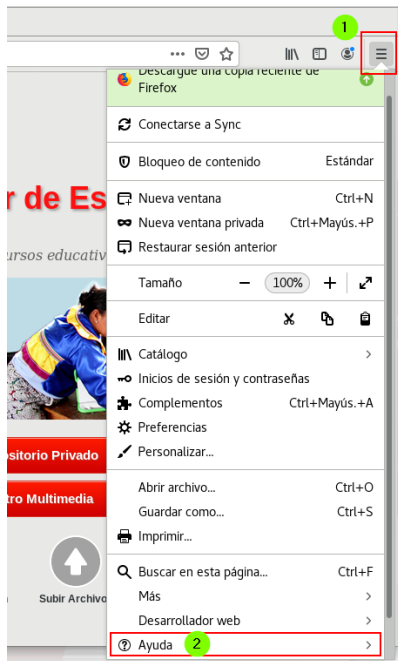 1
Descargue una copia reciente de
Firefox
Conectarse a Sync
Bloqueo de contenido Estándar
Nueva ventana Ctrl+N
Nueva ventana privada Ctrl+Mayús.+P
Restaurar sesión anterior
Tamaño 100%
Editar
Catálogo
Inicios de sesión y contraseñas
Complementos Ctrl+Mayús.+A
Preferencias
Personalizar...
Abrir archivo... Ctrl+O
Guardar como... Ctrl+S
Imprimir...
Buscar en esta página... Ctrl+F
Más
Desarrollador web
Ayuda 2
r de Es
ursos educativ
ositorio Privado
tro Multimedia
Subir Archivo